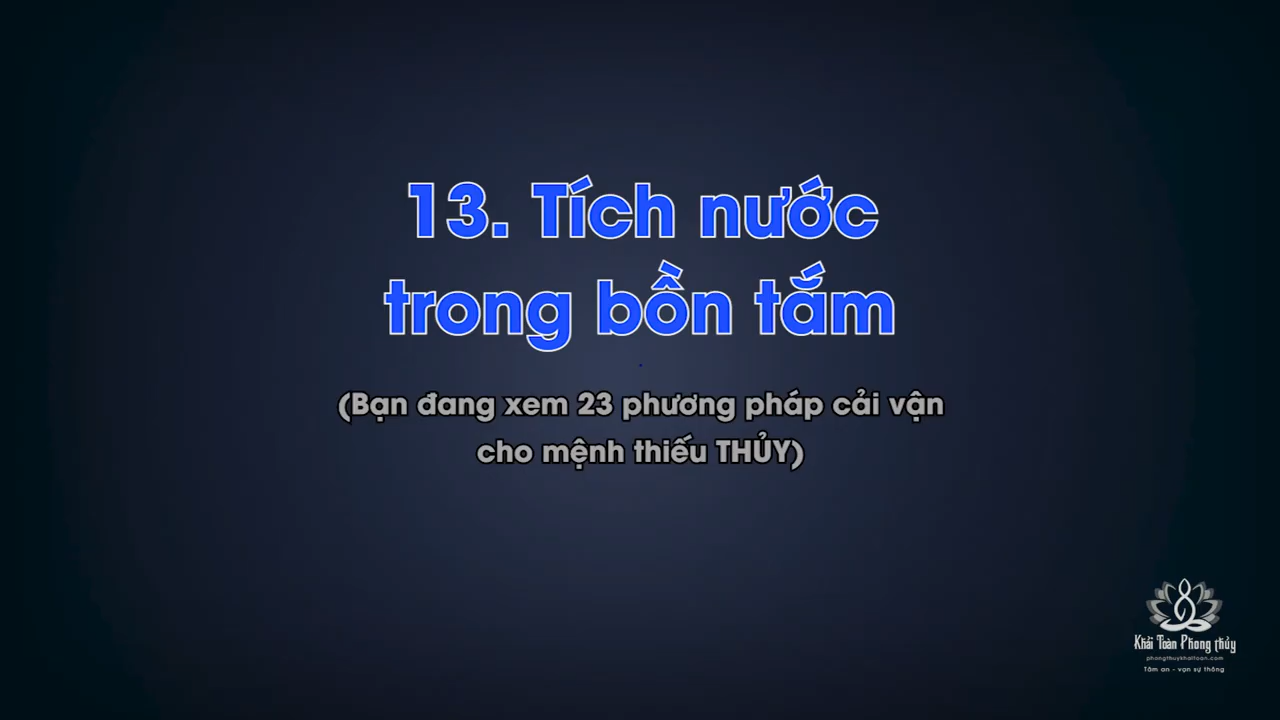 13. Tích nước
trong bồn tắm
(Bạn đang xem 23 phương pháp cải vận
cho mệnh thiếu THỦY)
Khải Toàn Phong thủy
phongthuykhaitoan.com
Tâm an - vạn sự thông